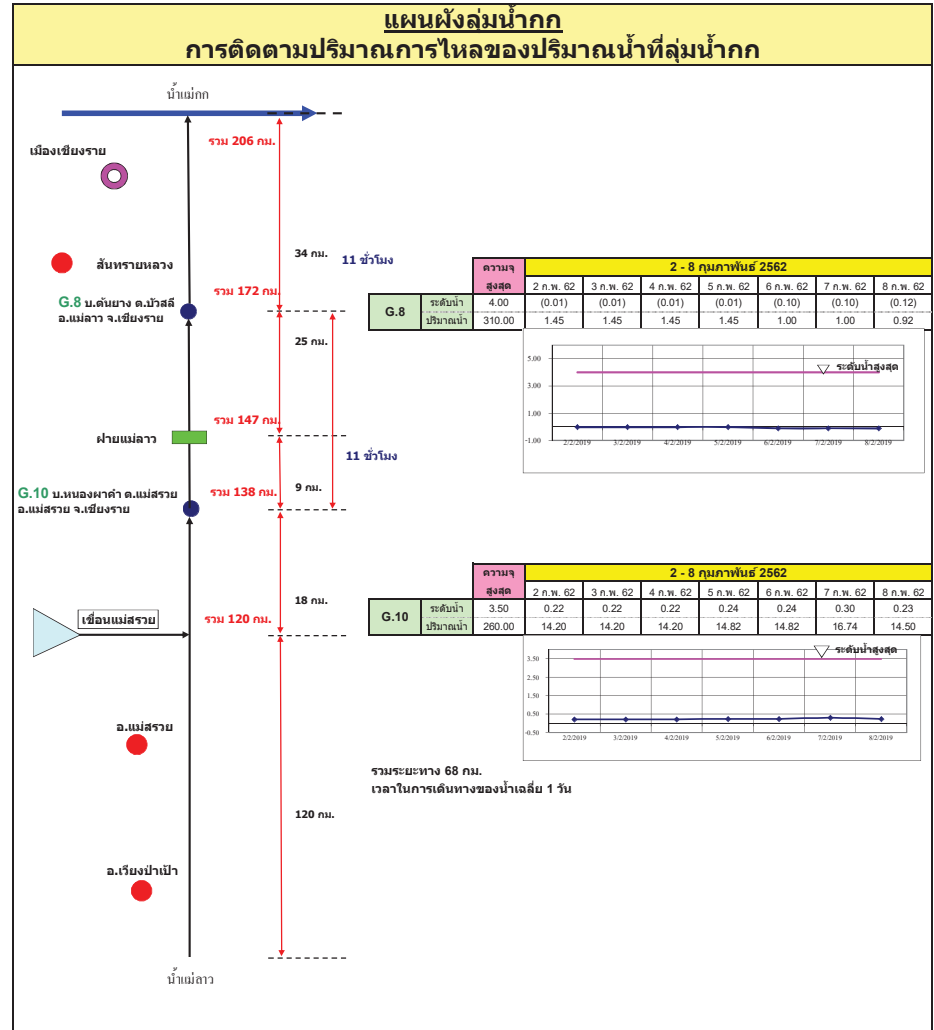 แผนผังลุ่มน้ำกก
การติดตามปริมาณการไหลของปริมาณน้ำที่ลุ่มน้ำกก
น้ำแม่กก
รวม 206 กม.
เมืองเชียงราย
34 กม.
11 ชั่วโมง
สันทรายหลวง
รวม 172 กม.
G.8 บ.ต้นยาง ต.บัวสลี
อ.แม่ลาว จ.เชียงราย
ความจุ 2 - 8 กุมภาพันธ์ 2562
สูงสุด 2 ก.พ. 62 3 ก.พ. 62 4 ก.พ. 62 5 ก.พ. 62 6 ก.พ. 62 7 ก.พ. 62 8 ก.พ. 62
G.8 ระดับน้ำ 4.00 (0.01) (0.01) (0.01) (0.01) (0.10) (0.10) (0.12)
ปริมาณน้ำ 310.00 1.45 1.45 1.45 1.45 1.00 1.00 0.92
25 กม.
5.00
ระดับน้ำสูงสุด
3.00
1.00
-1.00
2/2/2019 3/2/2019 4/2/2019 5/2/2019 6/2/2019 7/2/2019 8/2/2019
รวม 147 กม.
ฝายแม่ลาว
11 ชั่วโมง
9 กม.
รวม 138 กม.
G.10 บ.หนองผาคำ ต.แม่สรวย
อ.แม่สรวย จ.เชียงราย
ความจุ 2 - 8 กุมภาพันธ์ 2562
สูงสุด 2 ก.พ. 62 3 ก.พ. 62 4 ก.พ. 62 5 ก.พ. 62 6 ก.พ. 62 7 ก.พ. 62 8 ก.พ. 62
G.10 ระดับน้ำ 3.50 0.22 0.22 0.22 0.24 0.24 0.30 0.23
ปริมาณน้ำ 260.00 14.20 14.20 14.20 14.82 14.82 16.74 14.50
18 กม.
เขื่อนแม่สรวย
รวม 120 กม.
ระดับน้ำสูงสุด
3.50
2.50
1.50
0.50
-0.50
2/2/2019 3/2/2019 4/2/2019 5/2/2019 6/2/2019 7/2/2019 8/2/2019
อ.แม่สรวย
รวมระยะทาง 68 กม.
เวลาในการเดินทางของน้ำเฉลี่ย 1 วัน
120 กม.
อ.เวียงป่าเป้า
น้ำแม่ลาว